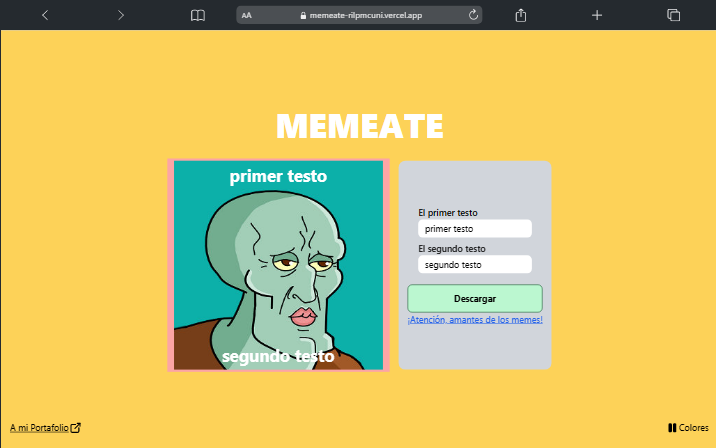 AA memeate-rilpmcuni.vercel.app
MEMEATE
primer testo
segundo testo
El primer testo
primer testo
El segundo testo
segundo testo
Descargar
¡Atención, amantes de los memes!
A mi Portafolio
Colores